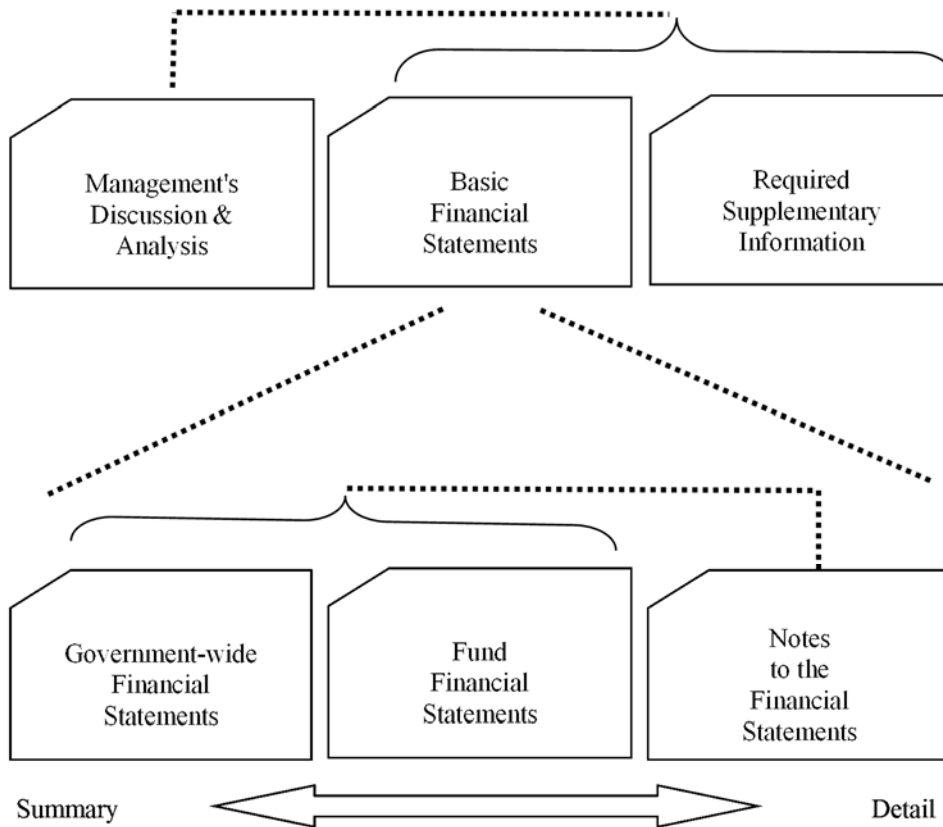 Management's
Discussion &
Analysis
Basic
Financial
Statements
Required
Supplementary
Information
Government-wide
Financial
Statements
Fund
Financial
Statements
Notes
to the
Financial
Statements
Summary
Detail